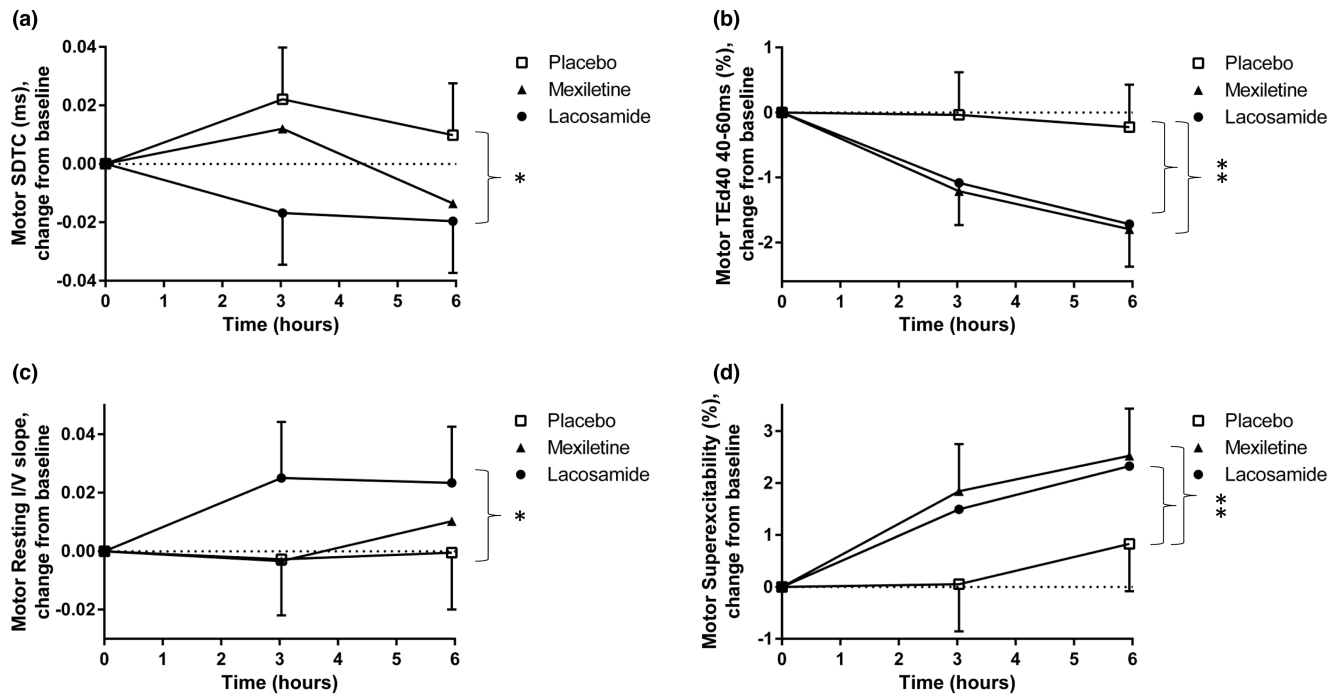 (a)
Motor SDTC (ms),
change from baseline
0.04
0.02
0.00
-0.02
-0.04
0 1 2 3 4 5 6
Time (hours)
Placebo
Mexiletine
Lacosamide
*
(b)
Motor TEd40 40-60ms (%),
change from baseline
1
0
-1
-2
0 1 2 3 4 5 6
Time (hours)
Placebo
Mexiletine
Lacosamide
*
*
(c)
Motor Resting I/V slope,
change from baseline
0.04
0.02
0.00
-0.02
0 1 2 3 4 5 6
Time (hours)
Placebo
Mexiletine
Lacosamide
*
(d)
Motor Superexcitability (%),
change from baseline
3
2
1
0
-1
0 1 2 3 4 5 6
Time (hours)
Placebo
Mexiletine
Lacosamide
*
*